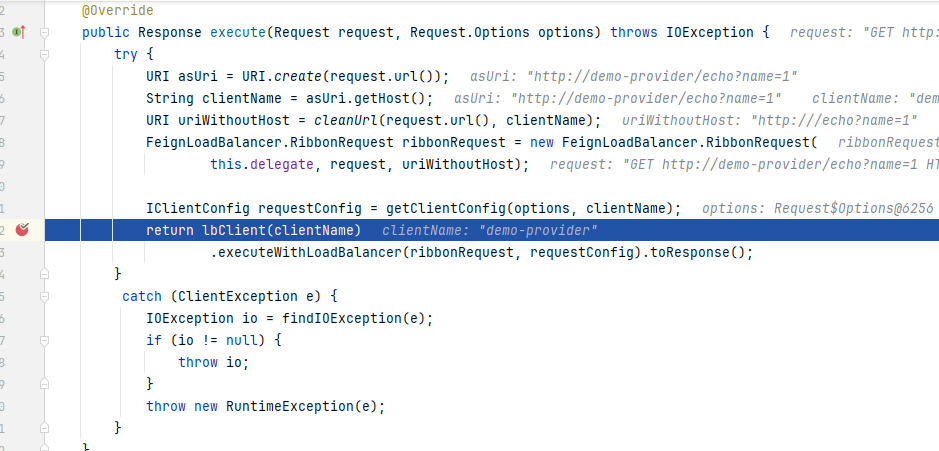 @Override
public Response execute(Request request, Request.Options options) throws IOException {   request: "GET http:
try {
URI asUri = URI.create(request.url());   asUri: "http://demo-provider/echo?name=1"
String clientName = asUri.getHost();   asUri: "http://demo-provider/echo?name=1"    clientName: "dem
URI uriWithoutHost = cleanUrl(request.url(), clientName);   uriWithoutHost: "http:///echo?name=1"
FeignLoadBalancer.RibbonRequest ribbonRequest = new FeignLoadBalancer.RibbonRequest(   ribbonRequest
this.delegate, request, uriWithoutHost);   request: "GET http://demo-provider/echo?name=1 HT
IClientConfig requestConfig = getClientConfig(options, clientName);   options: Request$Options@6256
return lbClient(clientName)   clientName: "demo-provider"
.executeWithLoadBalancer(ribbonRequest, requestConfig).toResponse();
}
catch (ClientException e) {
IOException io = findIOException(e);
if (io != null) {
throw io;
}
throw new RuntimeException(e);
}
}